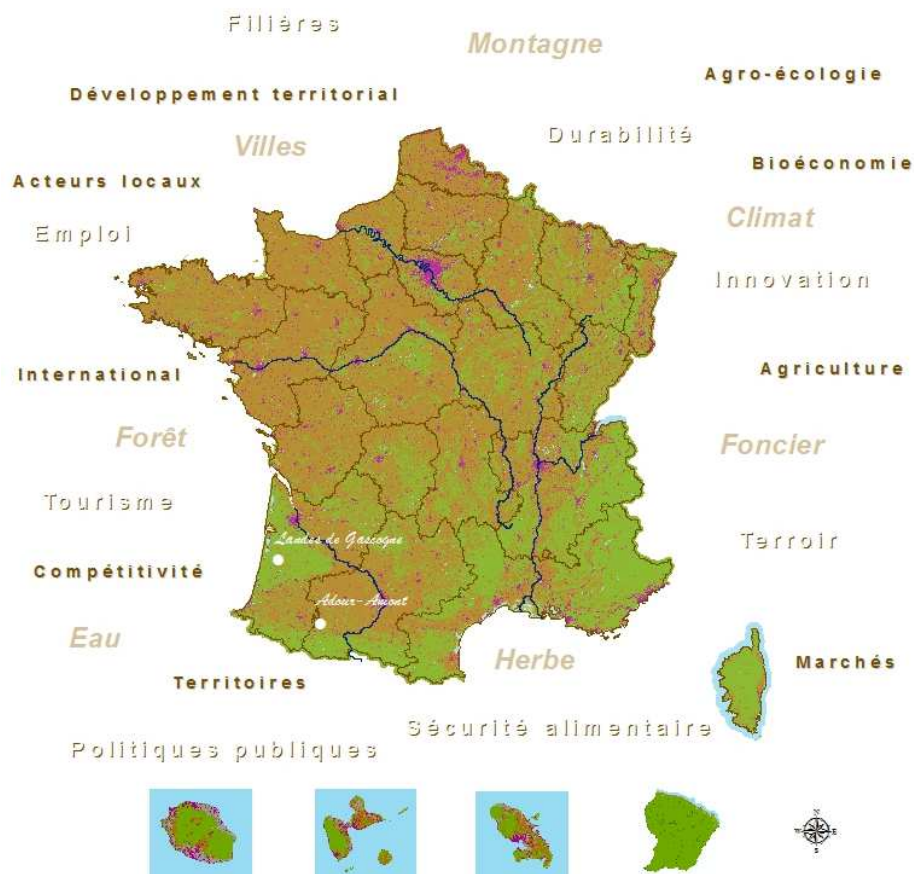 Filières
Montagne
Agro-écologie
Développement territorial
Durabilité
Villes
Bioéconomie
Acteurs locaux
Climat
Emploi
Innovation
International
Agriculture
Forêt
Foncier
Tourisme
Landes de Gascogne
Terroir
Compétitivité
Adour-Amont
Eau
Herbe
Marchés
Territoires
Sécurité alimentaire
Politiques publiques
N
W E
S